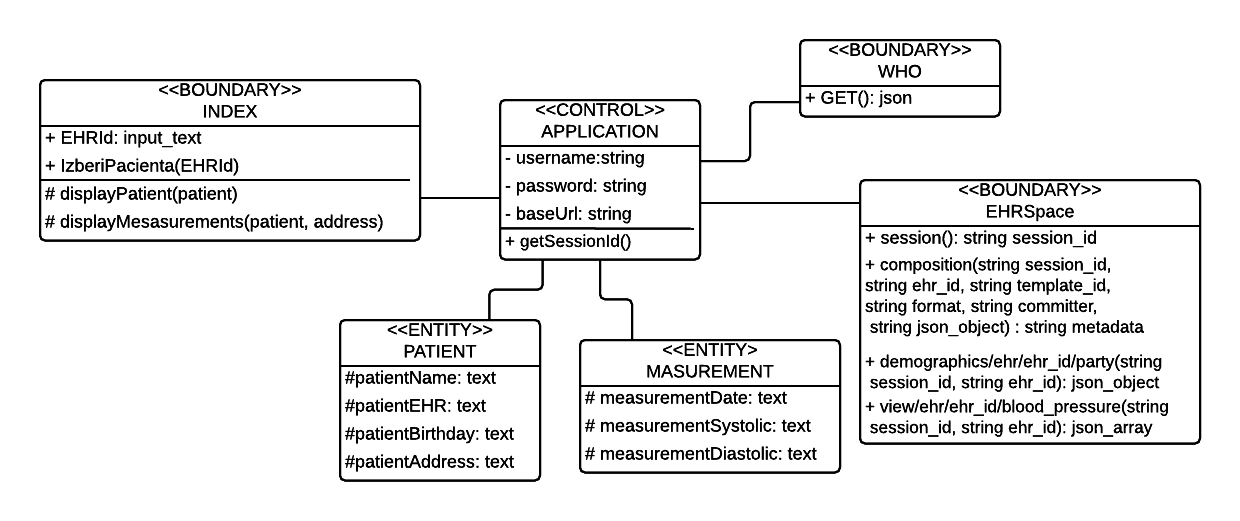 <<BOUNDARY>>
INDEX
+ EHRId: input_text
+ IzberiPacienta(EHRId)
# displayPatient(patient)
# displayMesasurements(patient, address)
<<CONTROL>>
APPLICATION
- username:string
- password: string
- baseUrl: string
+ getSessionId()
<<BOUNDARY>>
WHO
+ GET(): json
<<BOUNDARY>>
EHRSpace
+ session(): string session_id
+ composition(string session_id,
string ehr_id, string template_id,
string format, string committer,
string json_object) : string metadata
+ demographics/ehr/ehr_id/party(string
session_id, string ehr_id): json_object
+ view/ehr/ehr_id/blood_pressure(string
session_id, string ehr_id): json_array
<<ENTITY>>
PATIENT
#patientName: text
#patientEHR: text
#patientBirthday: text
#patientAddress: text
<<ENTITY>
MASUREMENT
# measurementDate: text
# measurementSystolic: text
# measurementDiastolic: text